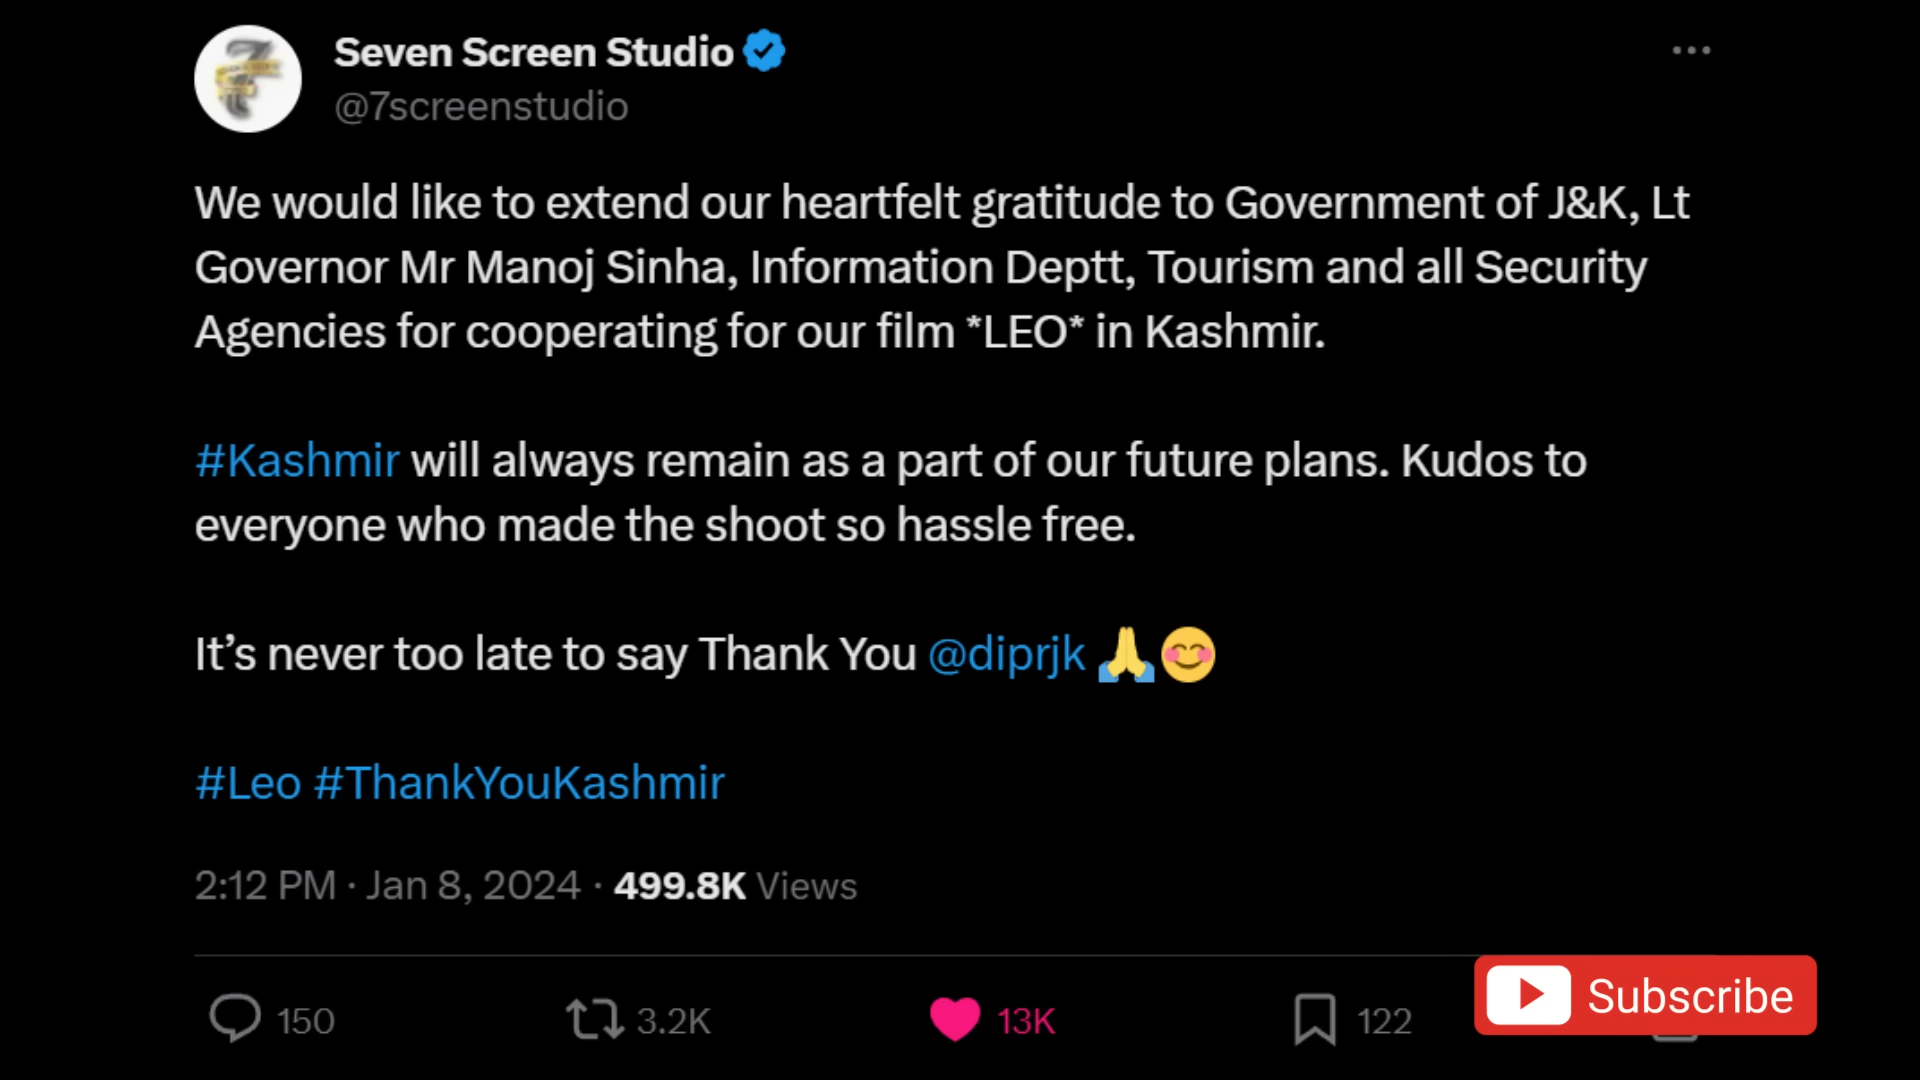 Seven Screen Studio
@7screenstudio
We would like to extend our heartfelt gratitude to Government of J&K, Lt
Governor Mr Manoj Sinha, Information Deptt, Tourism and all Security
Agencies for cooperating for our film *LEO* in Kashmir.
#Kashmir will always remain as a part of our future plans. Kudos to
everyone who made the shoot so hassle free.
It’s never too late to say Thank You @diprjk 🙏😊
#Leo #ThankYouKashmir
2:12 PM · Jan 8, 2024 · 499.8K Views
150 3.2K 13K 122
Subscribe